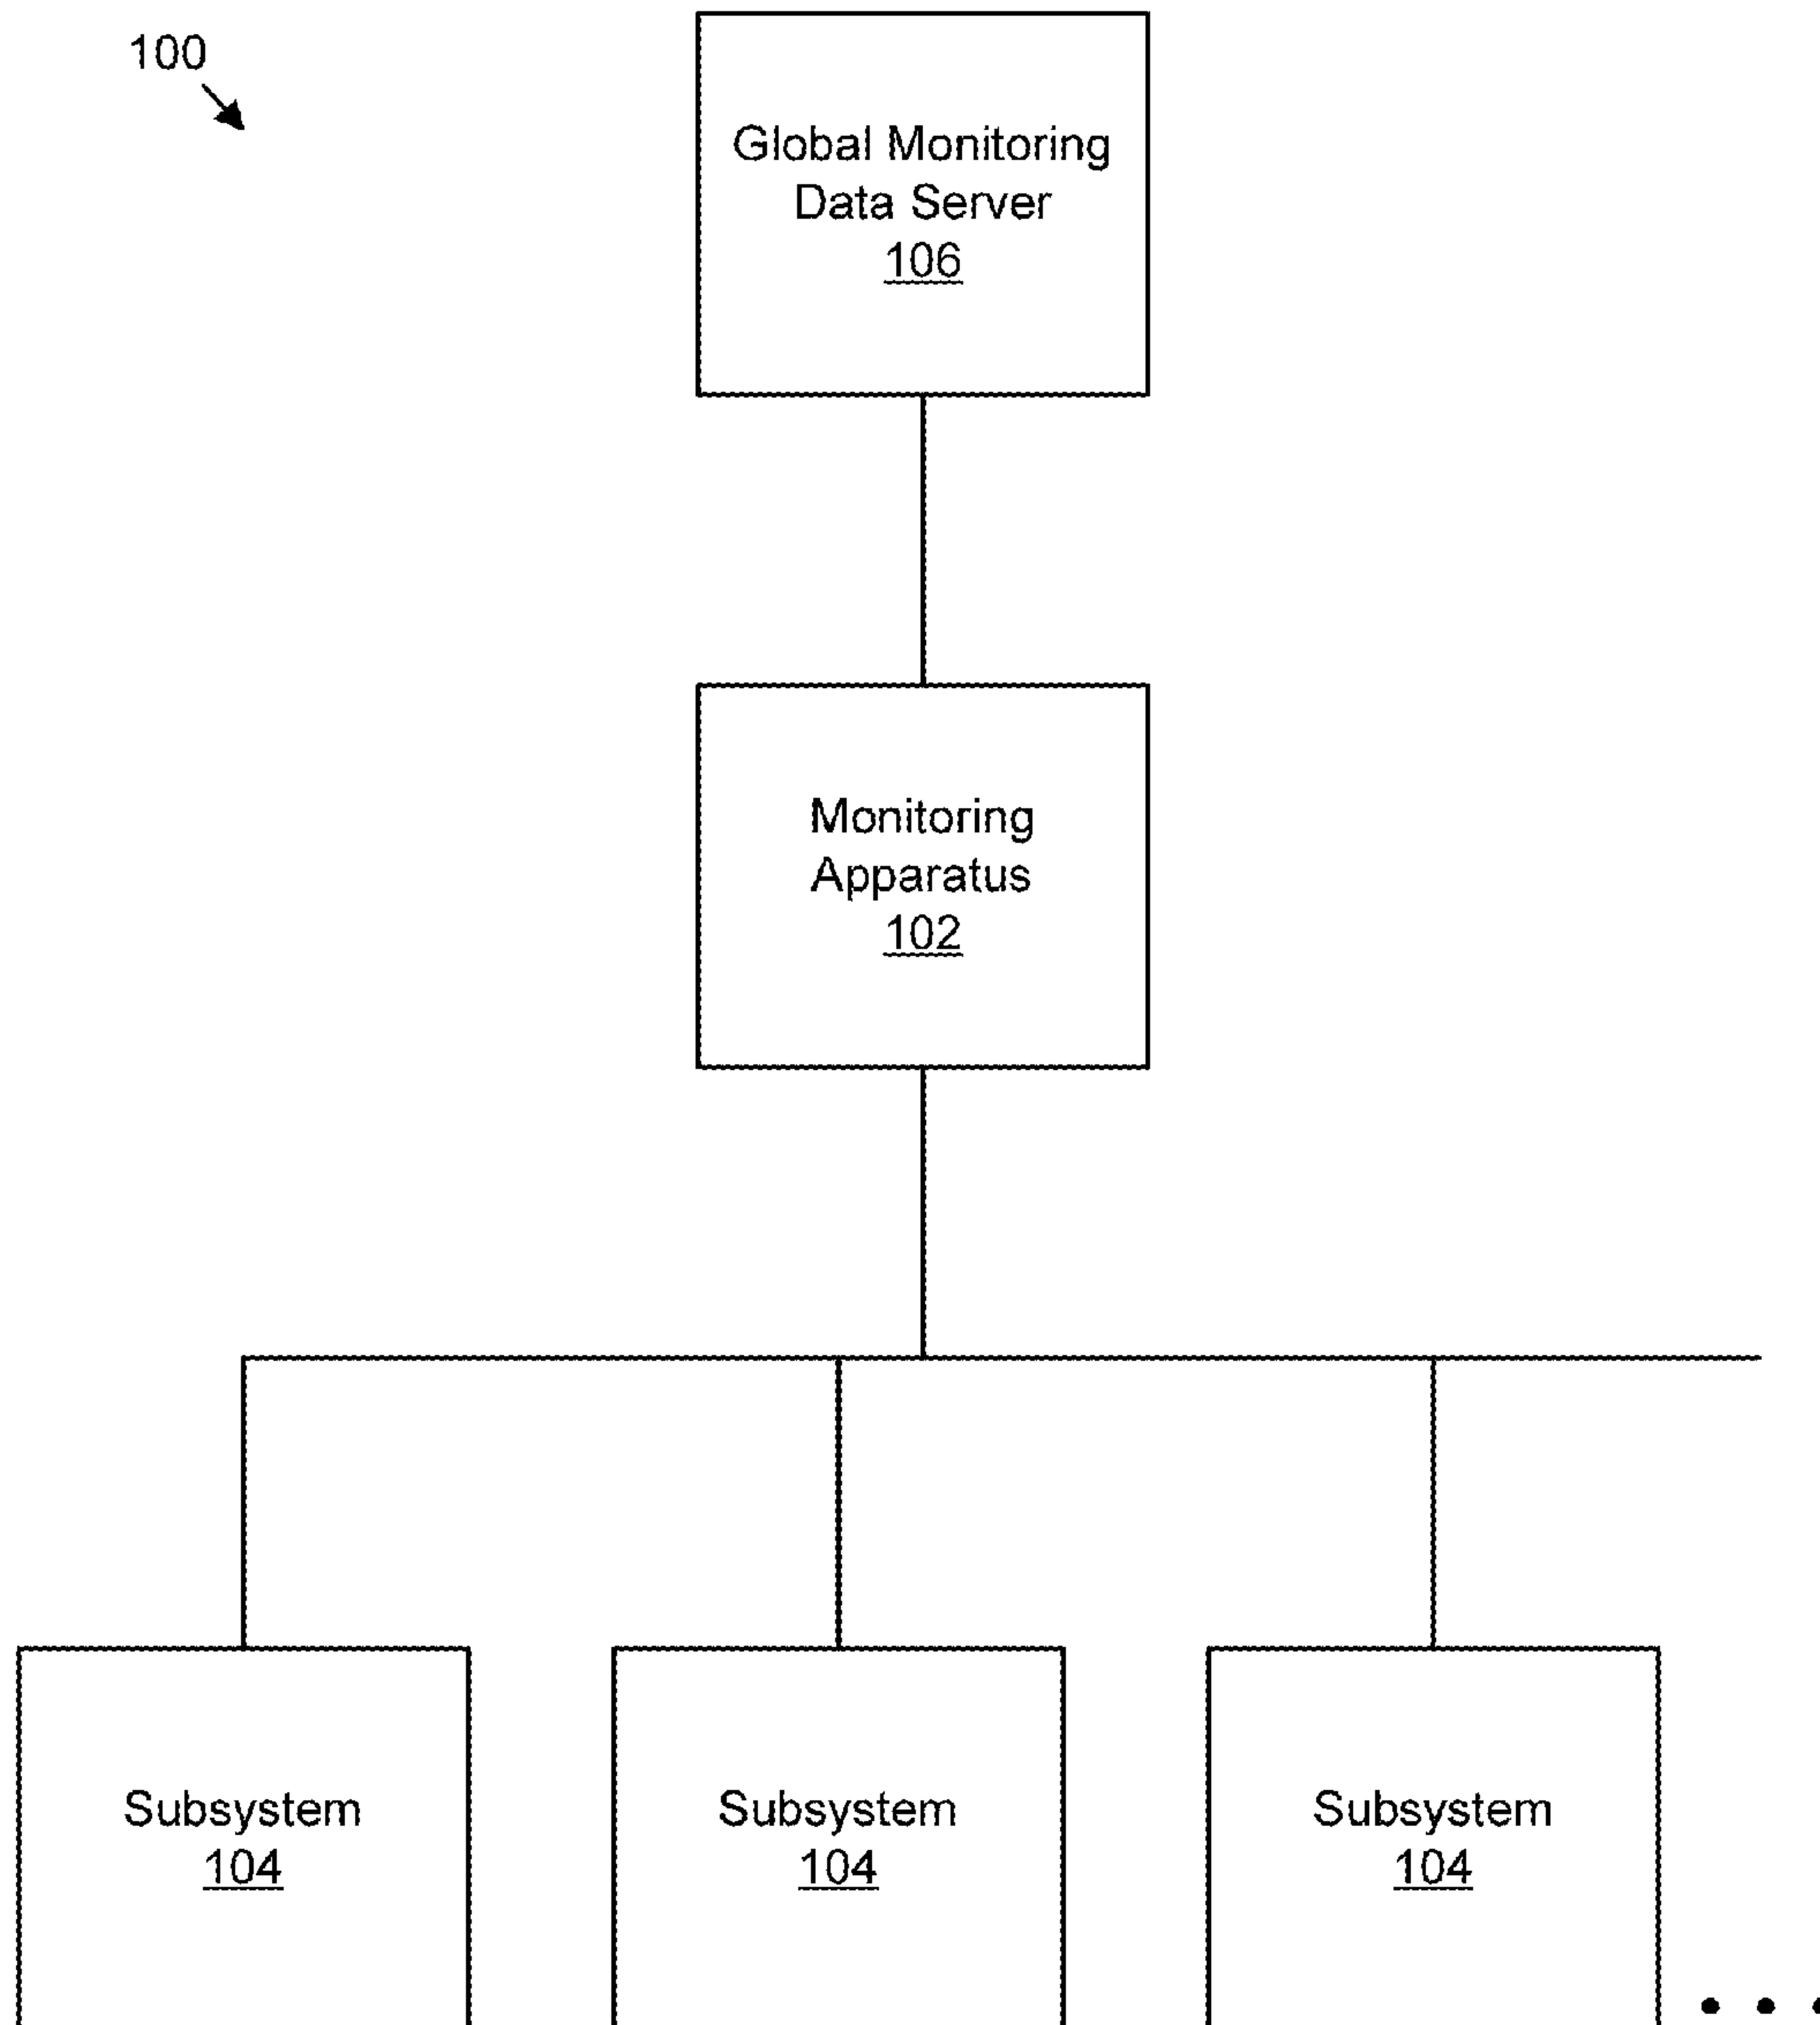 100
Global Monitoring
Data Server
106
Monitoring
Apparatus
102
Subsystem
104
Subsystem
104
Subsystem
104
• • •